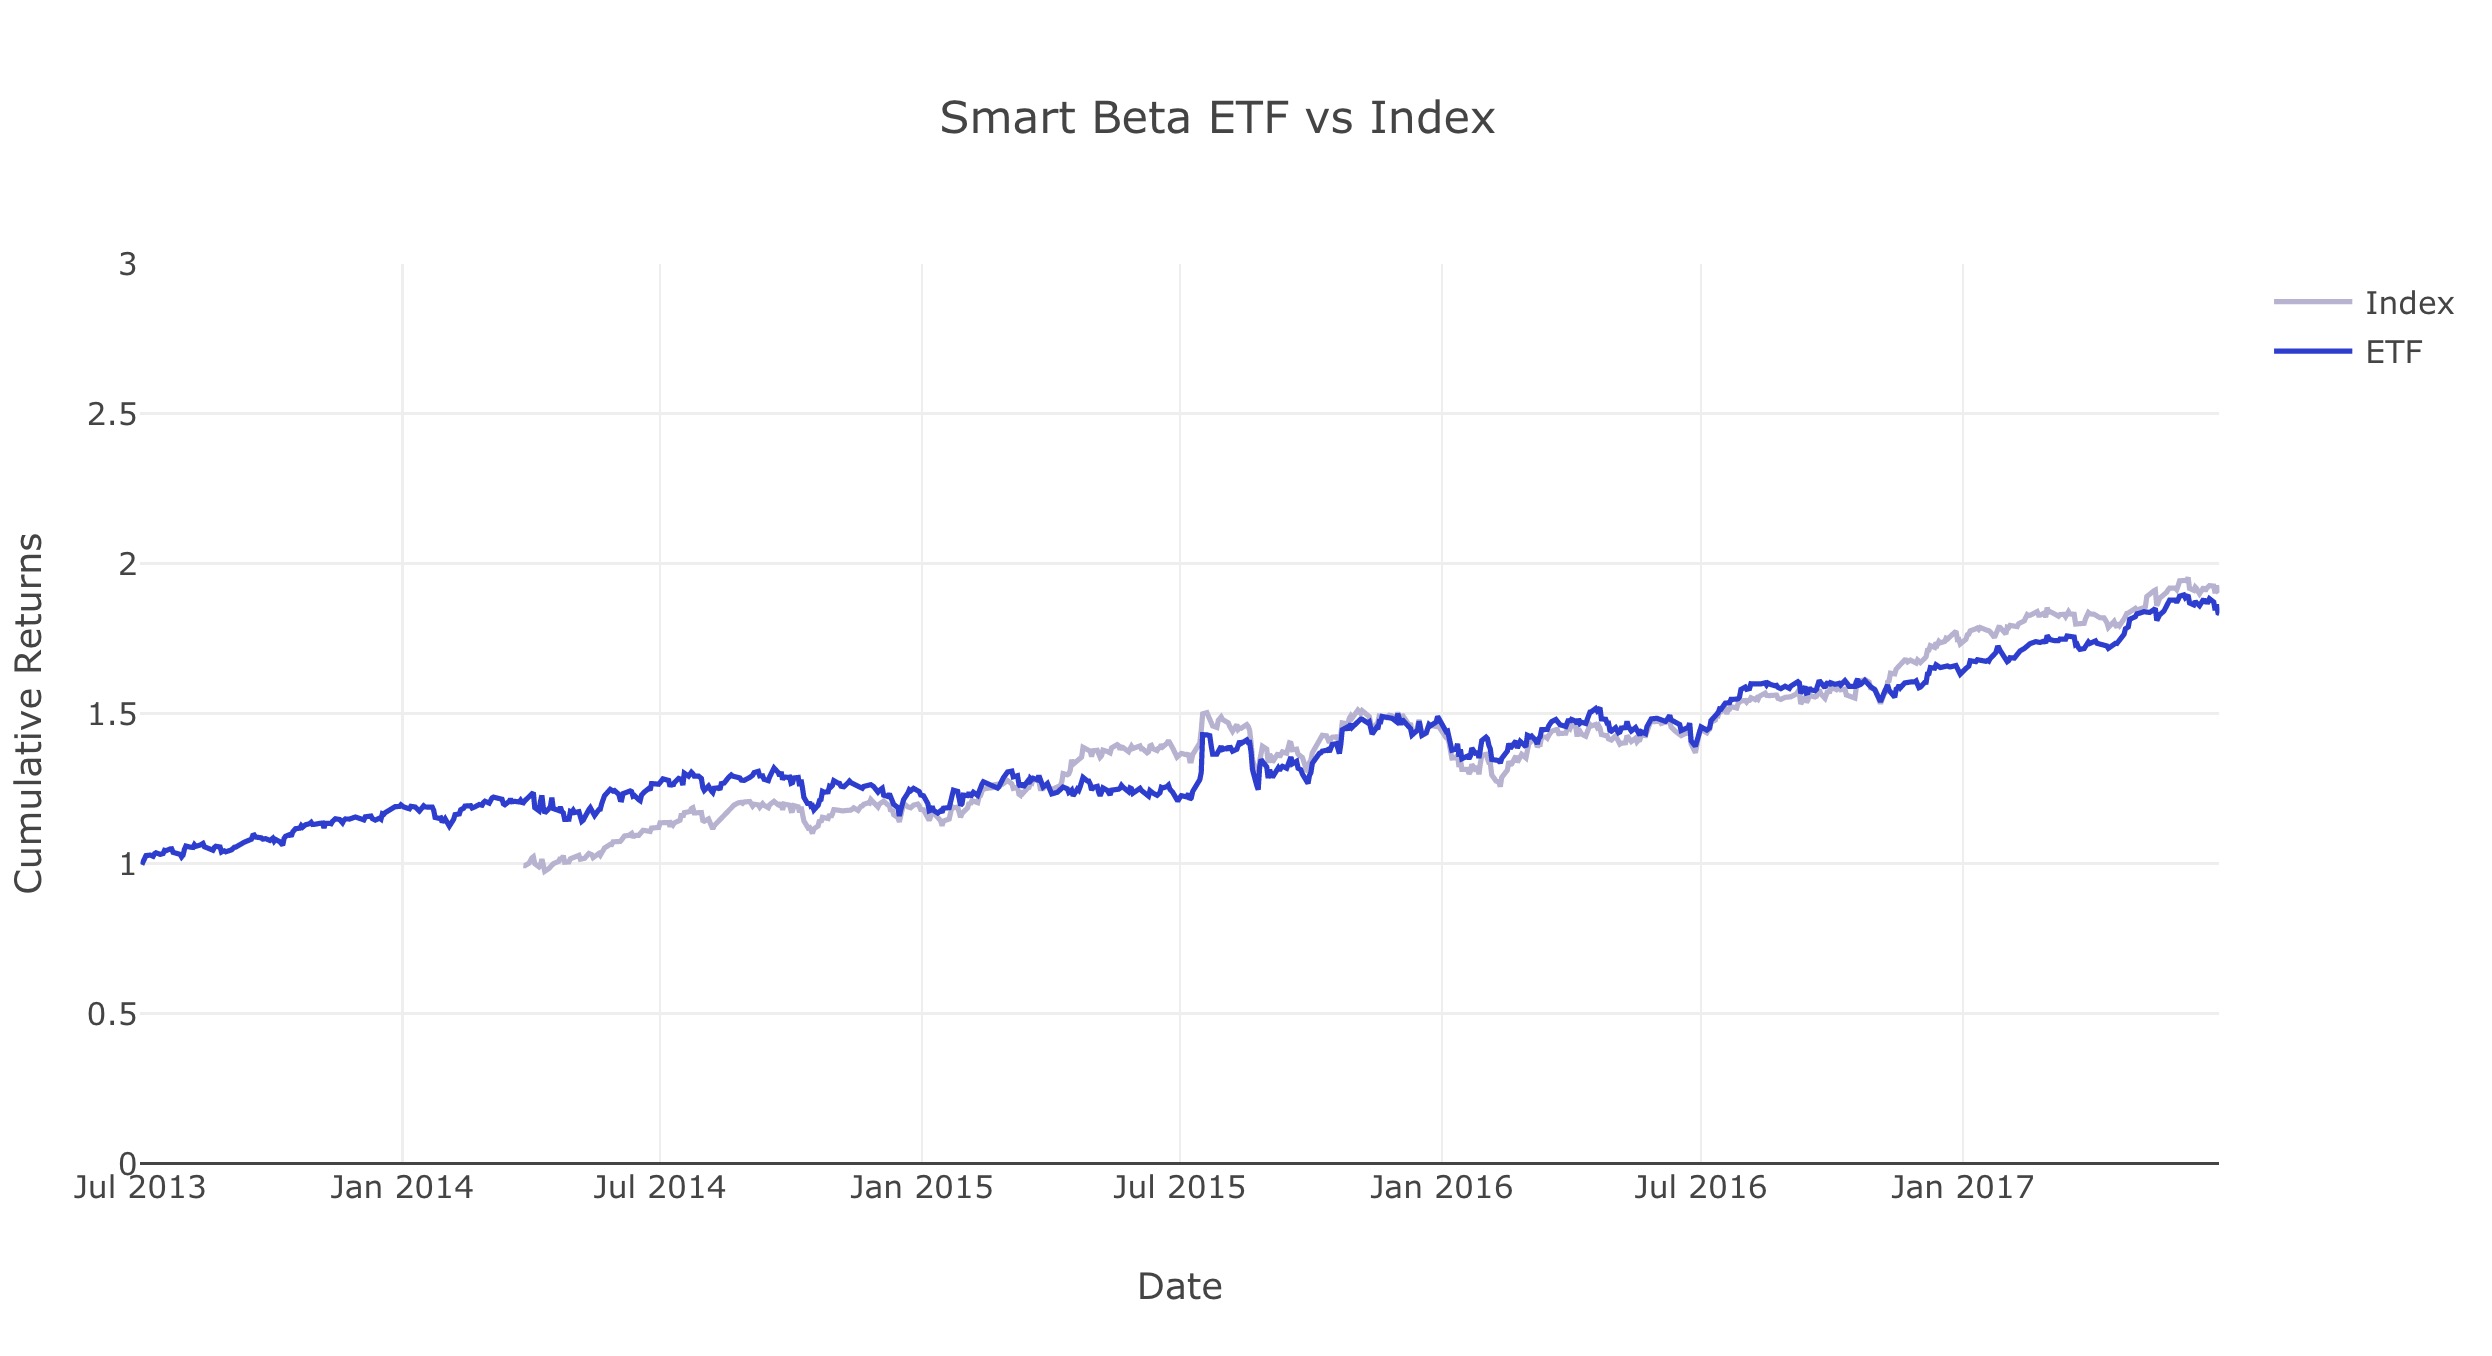 Smart Beta ETF vs Index
3
2.5
2
1.5
1
0.5
0
Cumulative Returns
Index
ETF
Jul 2013
Jan 2014
Jul 2014
Jan 2015
Jul 2015
Jan 2016
Jul 2016
Jan 2017
Date